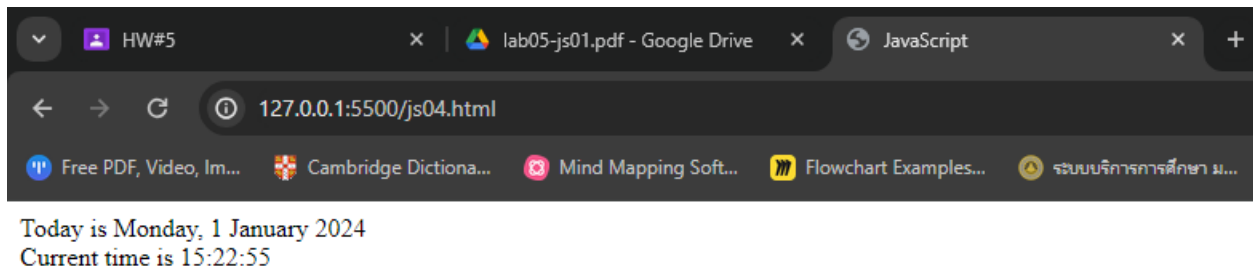 HW#5
lab05-js01.pdf - Google Drive
JavaScript
127.0.0.1:5500/js04.html
Free PDF, Video, Im...
Cambridge Dictiona...
Mind Mapping Soft...
Flowchart Examples...
ระบบบริการการศึกษา ม...
Today is Monday, 1 January 2024
Current time is 15:22:55